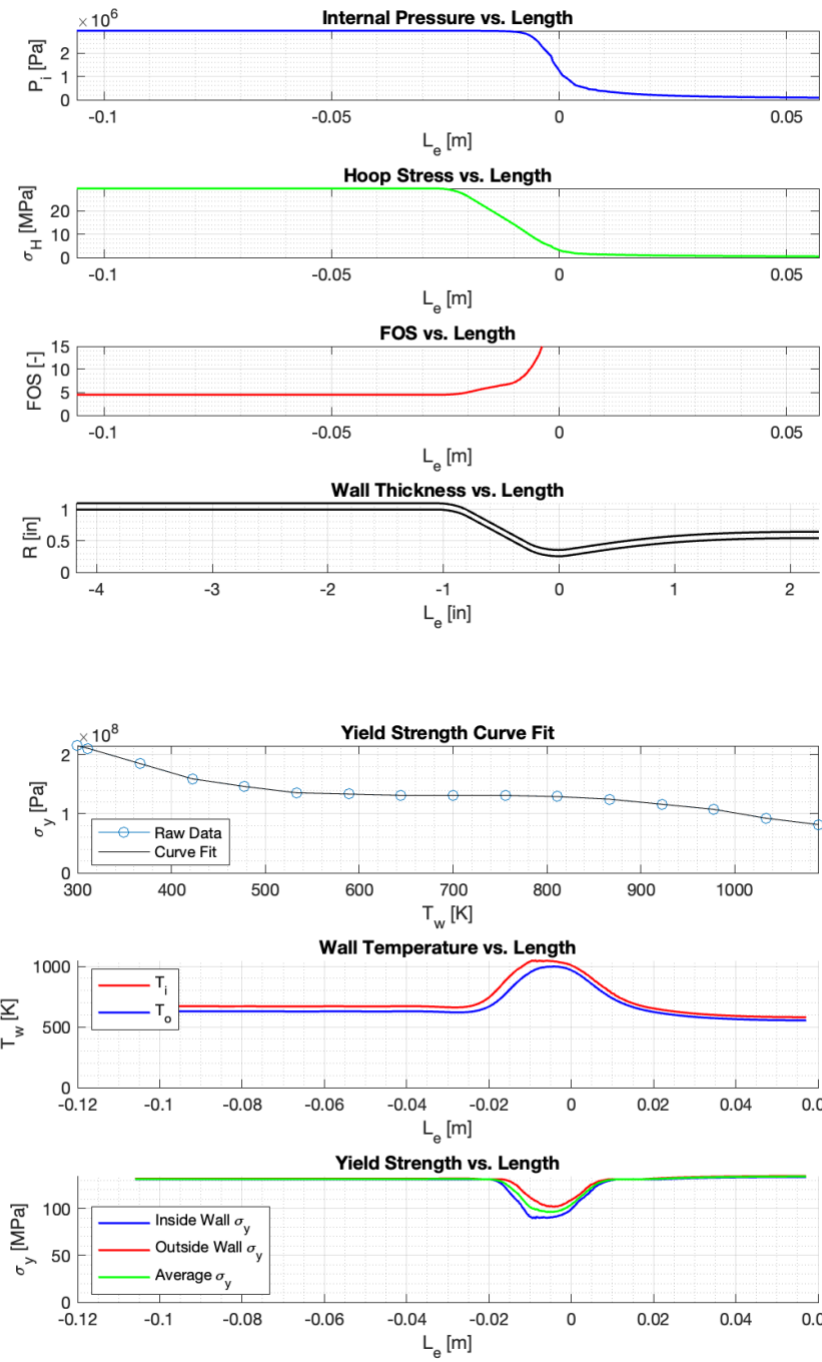 Internal Pressure vs. Length
× 10^6
P_i [Pa]
2
1
0
-0.1 -0.05 0 0.05
L_e [m]
Hoop Stress vs. Length
σ_H [MPa]
20
10
0
-0.1 -0.05 0 0.05
L_e [m]
FOS vs. Length
FOS [-]
15
10
5
0
-0.1 -0.05 0 0.05
L_e [m]
Wall Thickness vs. Length
R [in]
1
0.5
0
-4 -3 -2 -1 0 1 2
L_e [in]
Yield Strength Curve Fit
× 10^8
σ_y [Pa]
2
1
0
Raw Data
Curve Fit
300 400 500 600 700 800 900 1000
T_w [K]
Wall Temperature vs. Length
T_w [K]
1000
500
0
T_i
T_o
-0.12 -0.1 -0.08 -0.06 -0.04 -0.02 0 0.02 0.04 0.0
L_e [m]
Yield Strength vs. Length
σ_y [MPa]
100
50
0
Inside Wall σ_y
Outside Wall σ_y
Average σ_y
-0.12 -0.1 -0.08 -0.06 -0.04 -0.02 0 0.02 0.04 0.0
L_e [m]